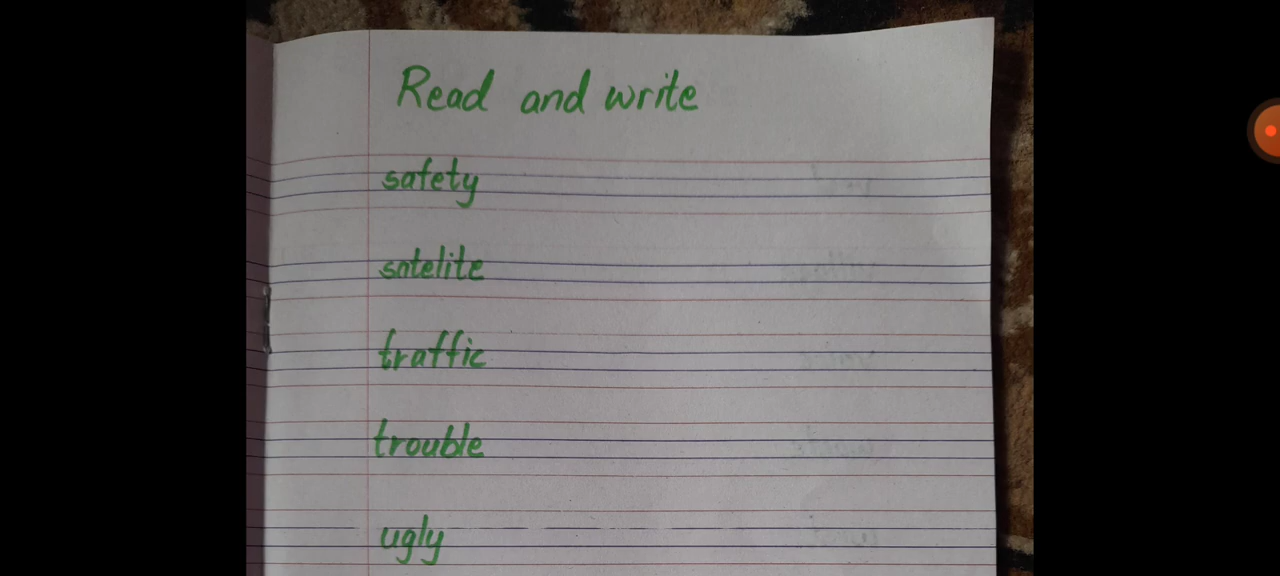 Read and write
safety
satelite
traffic
trouble
ugly